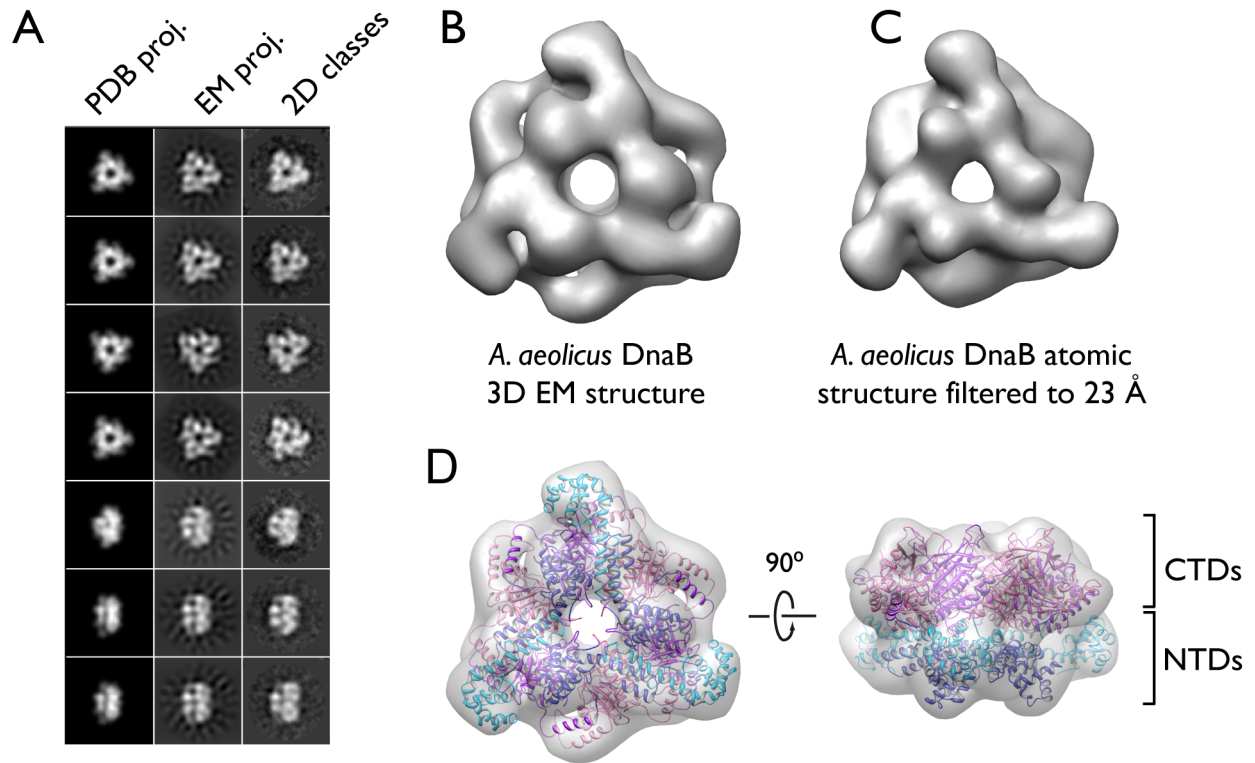 A
PDB proj.
EM proj.
2D classes
B
A. aeolicus DnaB
3D EM structure
C
A. aeolicus DnaB atomic
structure filtered to 23 Å
D
90º
CTDs
NTDs